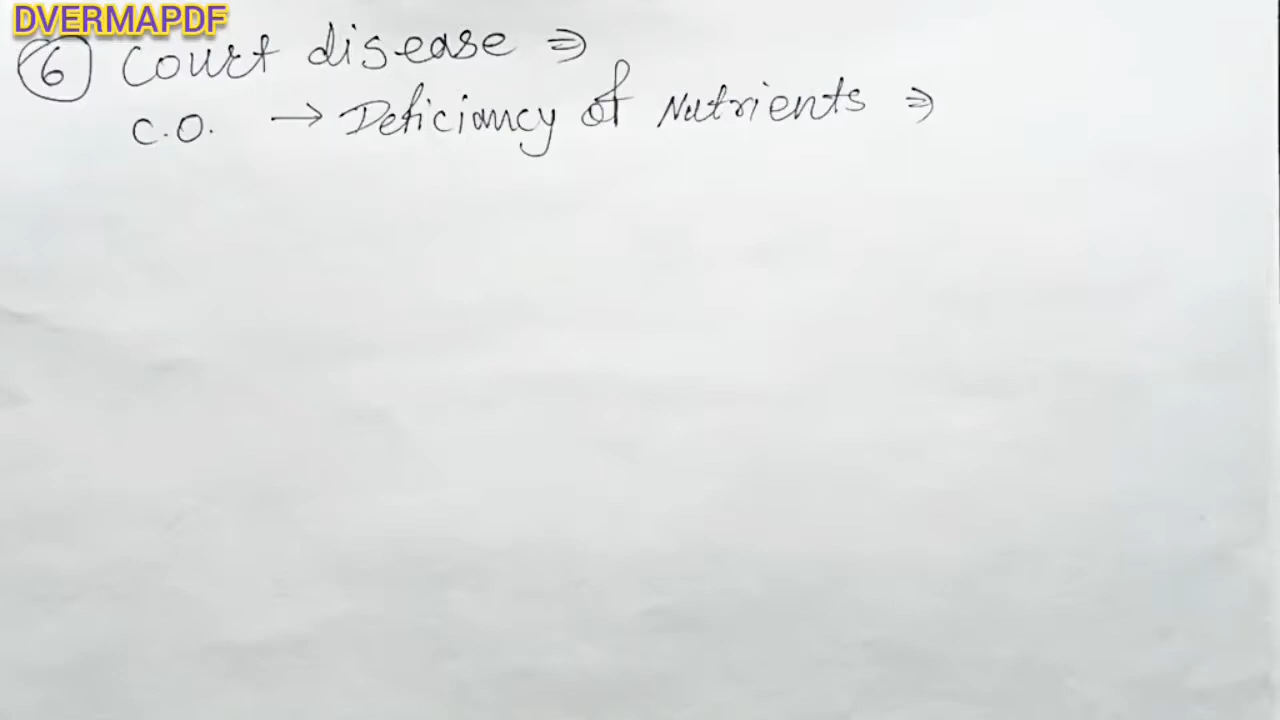 DVERMAPDF
⑥ Court disease ⇒
C.O. → Deficiancy of Nutrients ⇒